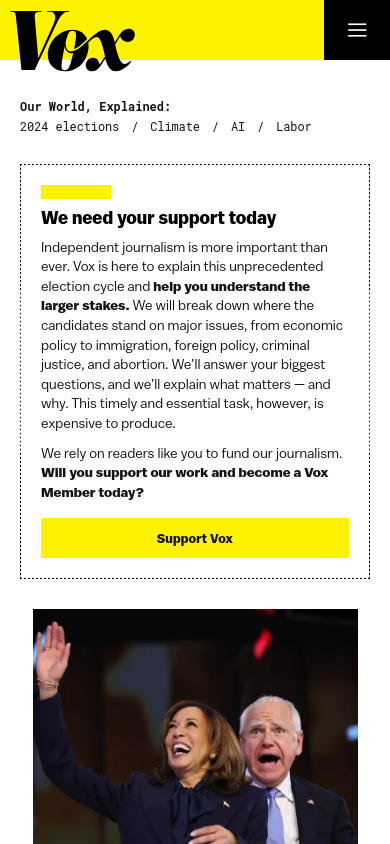 Vox
Our World, Explained:
2024 elections / Climate / AI / Labor
We need your support today
Independent journalism is more important than
ever. Vox is here to explain this unprecedented
election cycle and help you understand the
larger stakes. We will break down where the
candidates stand on major issues, from economic
policy to immigration, foreign policy, criminal
justice, and abortion. We’ll answer your biggest
questions, and we’ll explain what matters — and
why. This timely and essential task, however, is
expensive to produce.
We rely on readers like you to fund our journalism.
Will you support our work and become a Vox
Member today?
Support Vox